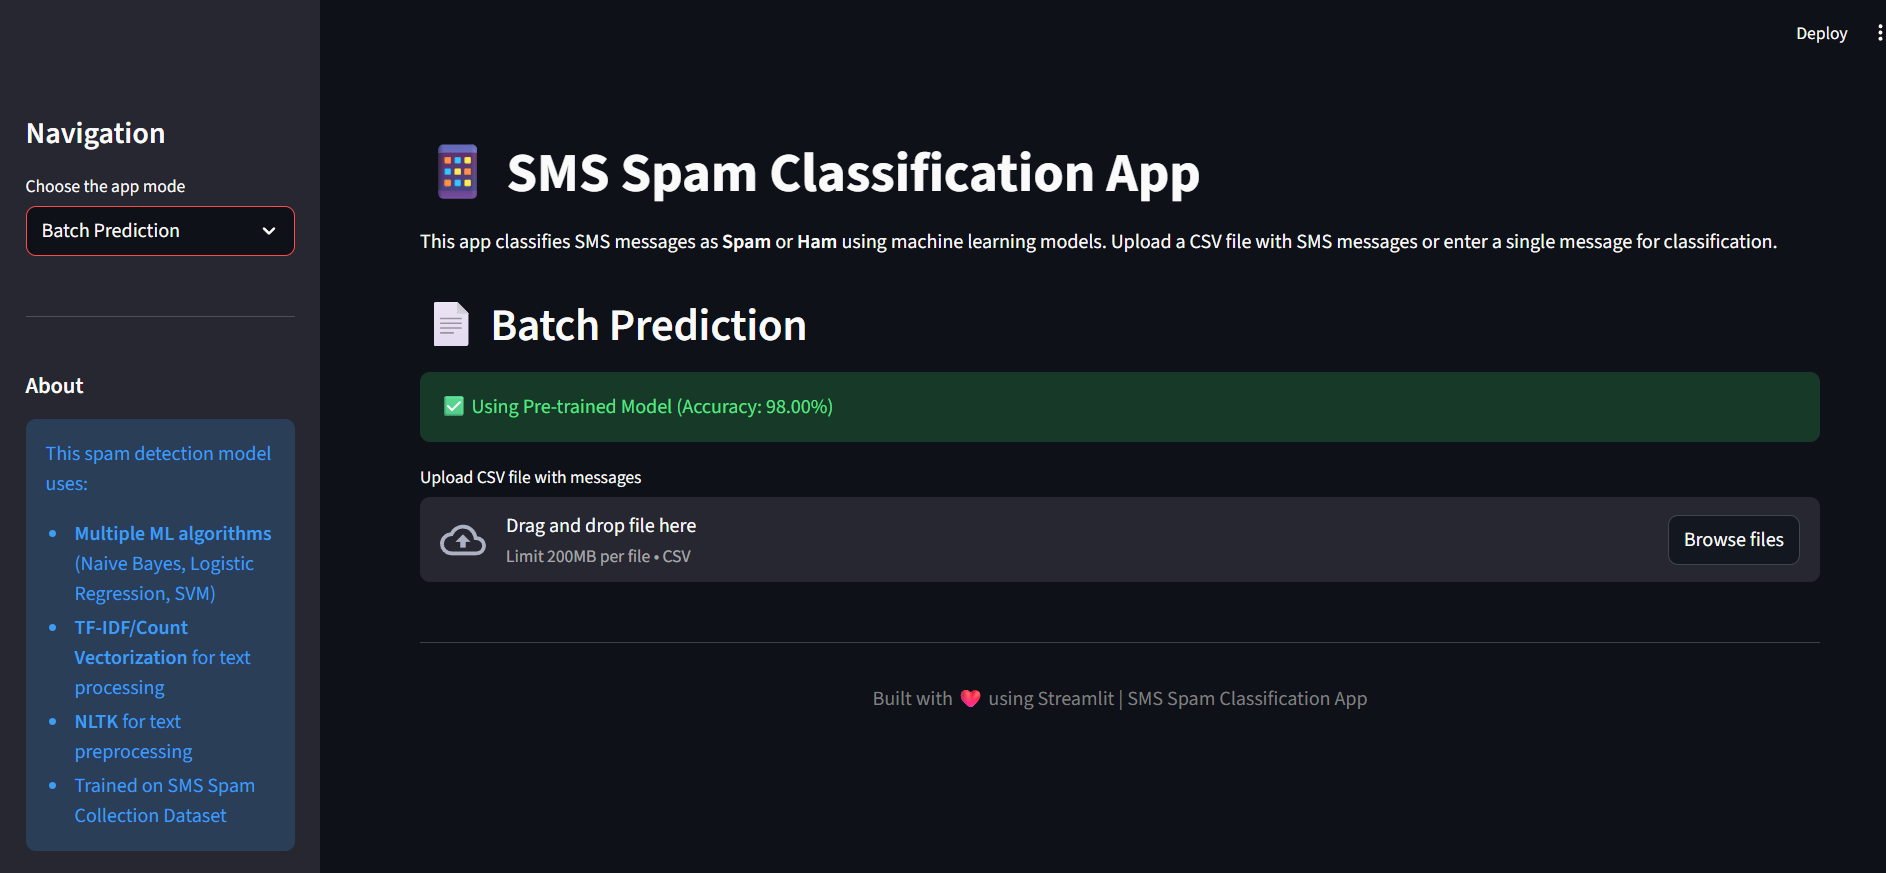 Deploy
Navigation
Choose the app mode
Batch Prediction
About
This spam detection model
uses:
• Multiple ML algorithms
(Naive Bayes, Logistic
Regression, SVM)
• TF-IDF/Count
Vectorization for text
processing
• NLTK for text
preprocessing
• Trained on SMS Spam
Collection Dataset
SMS Spam Classification App
This app classifies SMS messages as Spam or Ham using machine learning models. Upload a CSV file with SMS messages or enter a single message for classification.
Batch Prediction
✅ Using Pre-trained Model (Accuracy: 98.00%)
Upload CSV file with messages
Drag and drop file here
Limit 200MB per file • CSV
Browse files
Built with ❤️ using Streamlit | SMS Spam Classification App